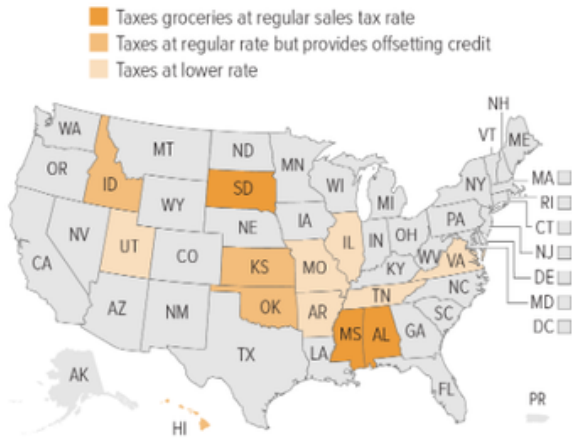 Taxes groceries at regular sales tax rate
Taxes at regular rate but provides offsetting credit
Taxes at lower rate
NH
WA
VT
ME
MT
ND
MN
OR
ID
SD
WI
NY
MA
WY
MI
RI
IA
PA
CT
NE
NV
UT
IL
IN
OH
NJ
CO
WV
VA
DE
CA
KS
MO
KY
MD
NC
TN
DC
AZ
NM
OK
AR
SC
MS
AL
GA
TX
LA
AK
FL
PR
HI